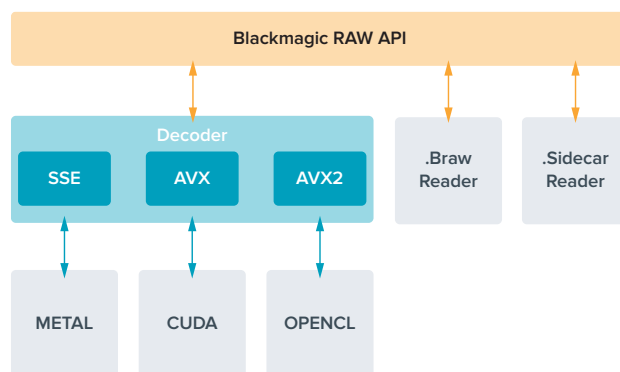 Blackmagic RAW API
Decoder
SSE
AVX
AVX2
.Braw
Reader
.Sidecar
Reader
METAL
CUDA
OPENCL